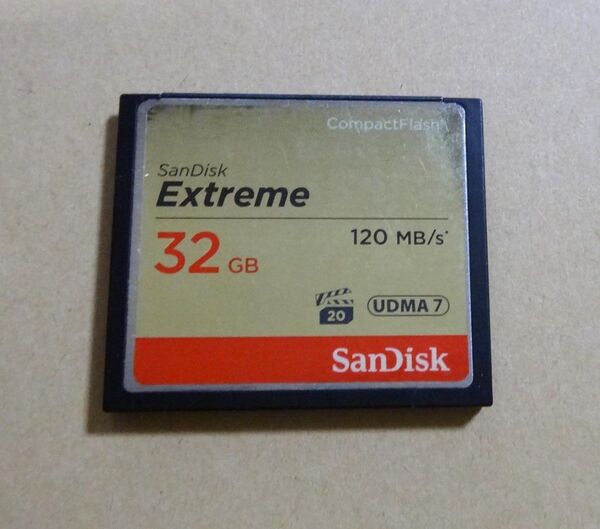 CompactFlash
SanDisk
Extreme
32 GB
120 MB/s*
20
UDMA 7
SanDisk